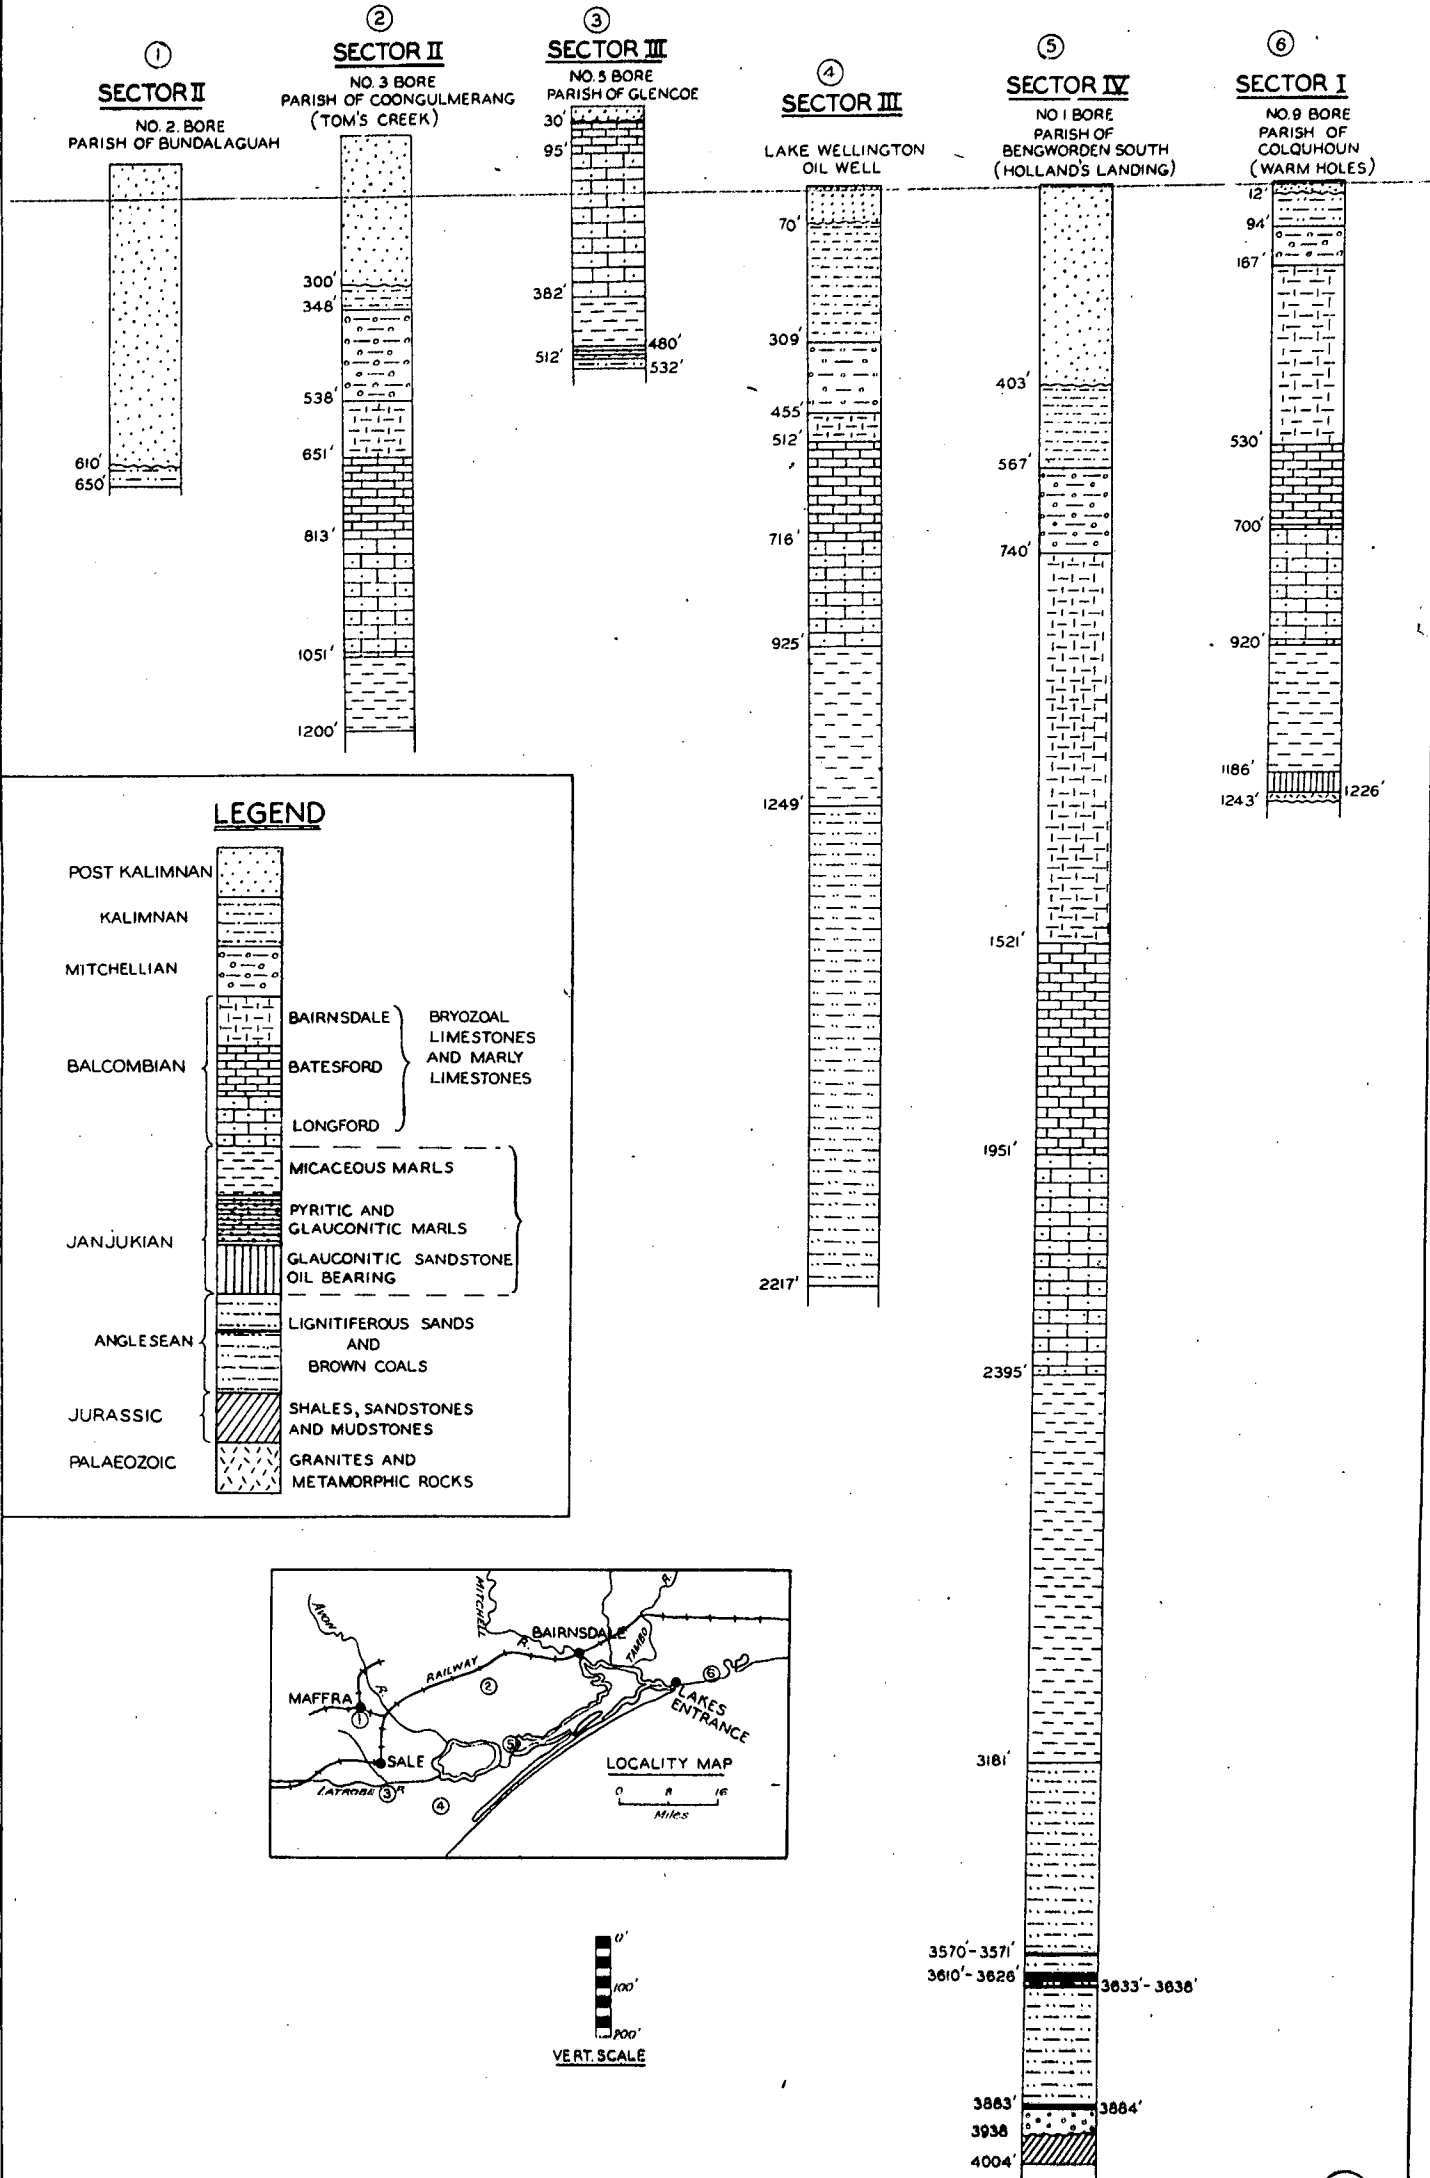 ①
SECTOR II
NO. 2. BORE
PARISH OF BUNDALAGUAH
610'
650'
②
SECTOR II
NO. 3 BORE
PARISH OF COONGULMERANG
(TOM'S CREEK)
300'
348'
538'
651'
813'
1051'
1200'
③
SECTOR III
NO. 5 BORE
PARISH OF GLENCOE
30'
95'
382'
480'
512'
532'
④
SECTOR III
LAKE WELLINGTON
OIL WELL
70'
309'
455'
512'
716'
925'
1249'
2217'
⑤
SECTOR IV
NO 1 BORE
PARISH OF
BENGWORDEN SOUTH
(HOLLAND'S LANDING)
403'
567'
740'
1521'
1951'
2395'
3181'
3570'-3571'
3610'-3626'
3633'-3638'
3883'
3884'
3938
4004'
⑥
SECTOR I
NO. 9 BORE
PARISH OF
COLQUHOUN
(WARM HOLES)
12'
94'
167'
530'
700'
920'
1186'
1226'
1243'
LEGEND
POST KALIMNAN
KALIMNAN
MITCHELLIAN
BALCOMBIAN
BAIRNSDALE
BATESFORD
LONGFORD
BRYOZOAL
LIMESTONES
AND MARLY
LIMESTONES
JANJUKIAN
MICACEOUS MARLS
PYRITIC AND
GLAUCONITIC MARLS
GLAUCONITIC SANDSTONE
OIL BEARING
ANGLESEAN
LIGNITIFEROUS SANDS
AND
BROWN COALS
JURASSIC
SHALES, SANDSTONES
AND MUDSTONES
PALAEOZOIC
GRANITES AND
METAMORPHIC ROCKS
AVON
R.
MITCHELL
R.
BAIRNSDALE
TAMBO
R.
RAILWAY
MAFFRA
①
②
③
④
⑤
⑥
SALE
LATROBE R
LAKES
ENTRANCE
LOCALITY MAP
0 8 16
Miles
0'
100'
200'
VERT. SCALE